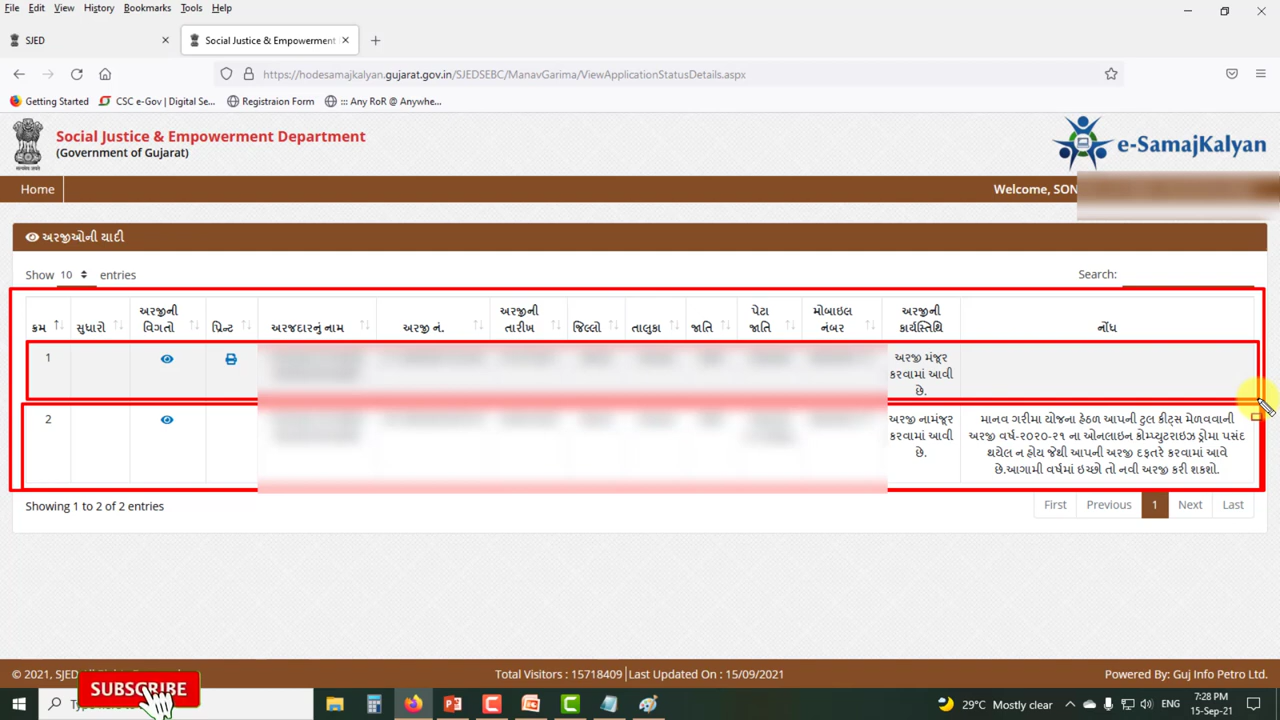 File Edit View History Bookmarks Tools Help
SJED
Social Justice & Empowerment
https://hodesamajkalyan.gujarat.gov.in/SJEDSEBC/ManavGarima/ViewApplicationStatusDetails.aspx
Getting Started CSC e-Gov | Digital Se... Registraion Form ::: Any RoR @ Anywhe...
Social Justice & Empowerment Department
(Government of Gujarat)
e-SamajKalyan
Home
Welcome, SON
અરજીઓની યાદી
Show 10 entries
Search:
ક્રમ સુધારો અરજીની વિગતો પ્રિન્ટ અરજદારનું નામ અરજી નં. અરજીની તારીખ જિલ્લો તાલુકા જાતિ પેટા જાતિ મોબાઇલ નંબર અરજીની કાર્યસ્તિથિ નોંધ
1
અરજી મંજૂર
કરવામાં આવી
છે.
2
અરજી નામંજૂર
કરવામાં આવી
છે.
માનવ ગરીમા યોજના હેઠળ આપની ટુલ કીટ્સ મેળવવાની
અરજી વર્ષ-૨૦૨૦-૨૧ ના ઓનલાઇન કોમ્પ્યુટરાઇઝ ડ્રોમા પસંદ
થયેલ ન હોય જેથી આપની અરજી દફતરે કરવામાં આવે
છે.આગામી વર્ષમાં ઇચ્છો તો નવી અરજી કરી શકશો.
Showing 1 to 2 of 2 entries
First Previous 1 Next Last
© 2021, SJED
Total Visitors : 15718409 | Last Updated On : 15/09/2021
Powered By: Guj Info Petro Ltd.
SUBSCRIBE
29°C Mostly clear
ENG
7:28 PM
15-Sep-21